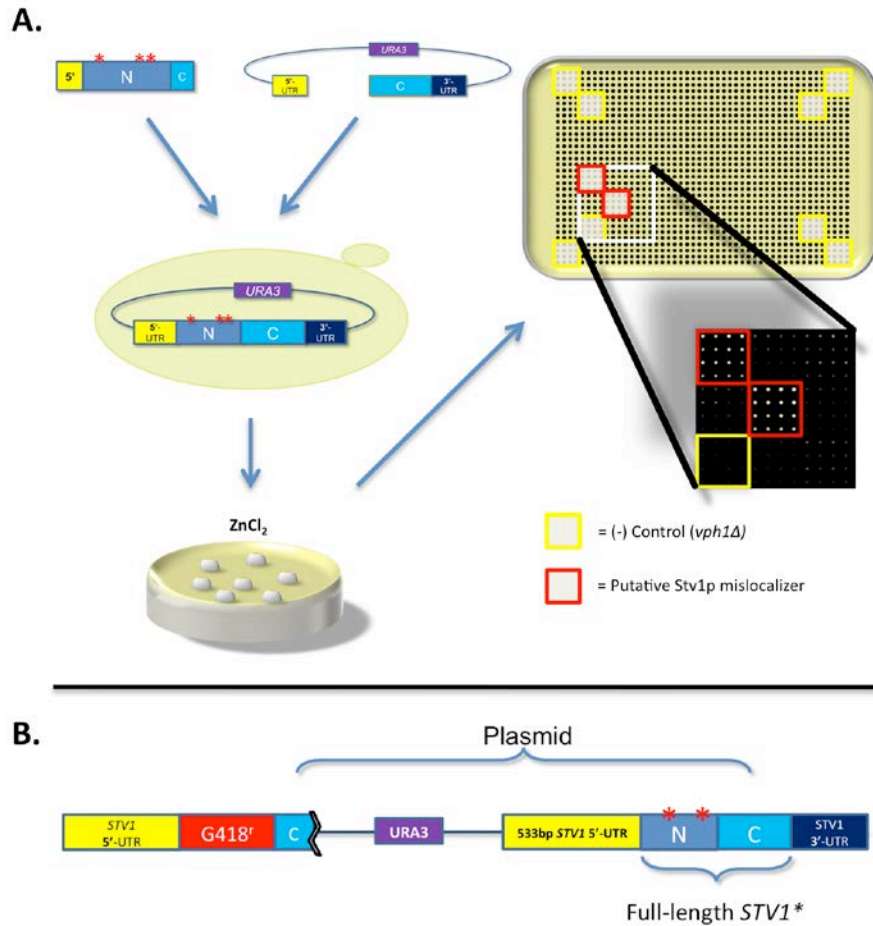 A.
5'
N
C
URA3
5'-
UTR
C
3'-
UTR
URA3
5'-
UTR
N
C
3'-
UTR
ZnCl2
= (-) Control (vph1Δ)
= Putative Stv1p mislocalizer
B.
Plasmid
STV1
5'-UTR
G418r
C
URA3
533bp STV1 5'-UTR
N
C
STV1
3'-UTR
Full-length STV1*